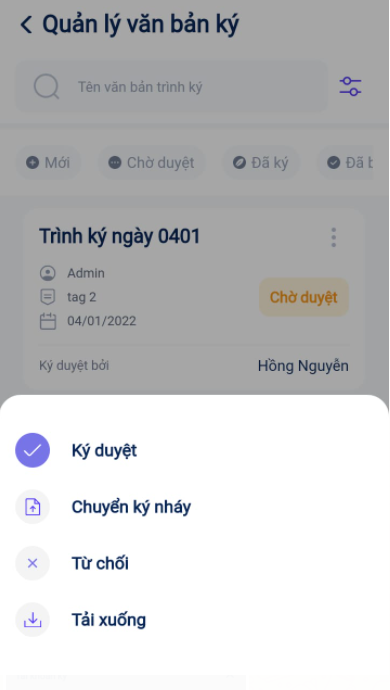 Quản lý văn bản ký
Tên văn bản trình ký
Mới
Chờ duyệt
Đã ký
Đã
Trình ký ngày 0401
Admin
tag 2
Chờ duyệt
04/01/2022
Ký duyệt bởi
Hồng Nguyễn
Ký duyệt
Chuyển ký nháy
Từ chối
Tải xuống